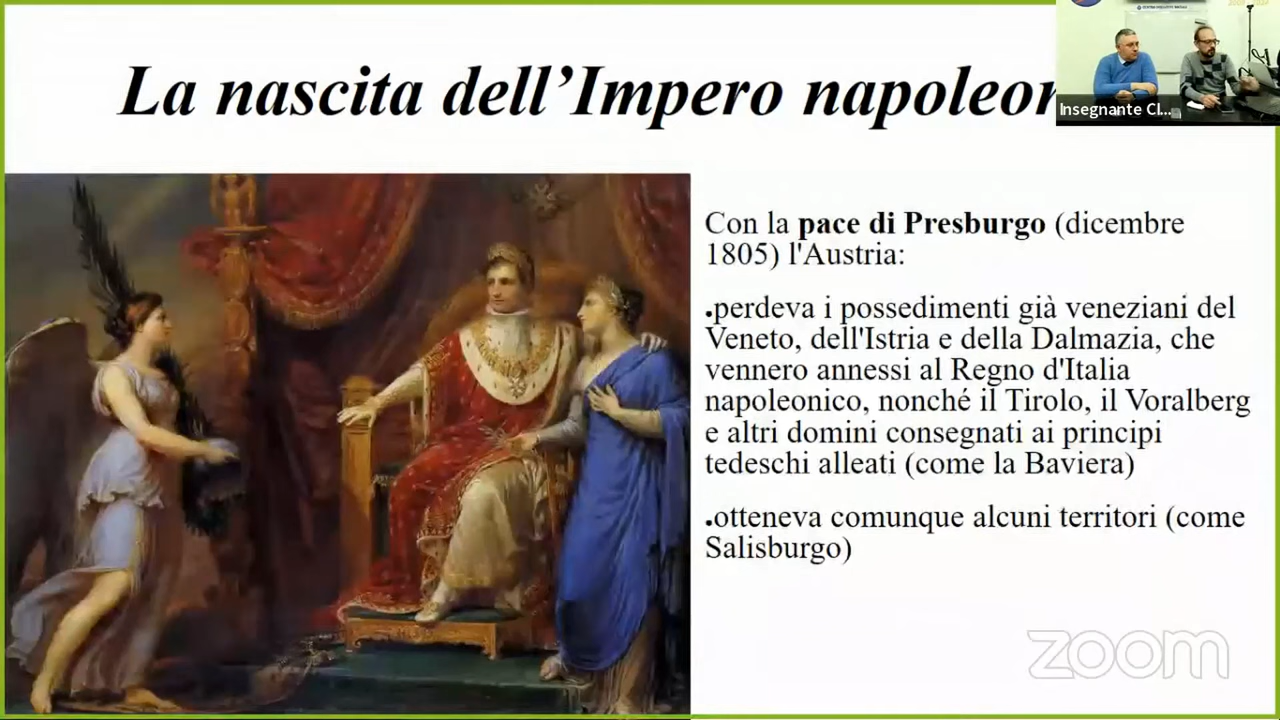 La nascita dell’Impero napoleon
Insegnante Cl...
Con la pace di Presburgo (dicembre
1805) l'Austria:
•perdeva i possedimenti già veneziani del
Veneto, dell'Istria e della Dalmazia, che
vennero annessi al Regno d'Italia
napoleonico, nonché il Tirolo, il Voralberg
e altri domini consegnati ai principi
tedeschi alleati (come la Baviera)
•otteneva comunque alcuni territori (come
Salisburgo)
zoom